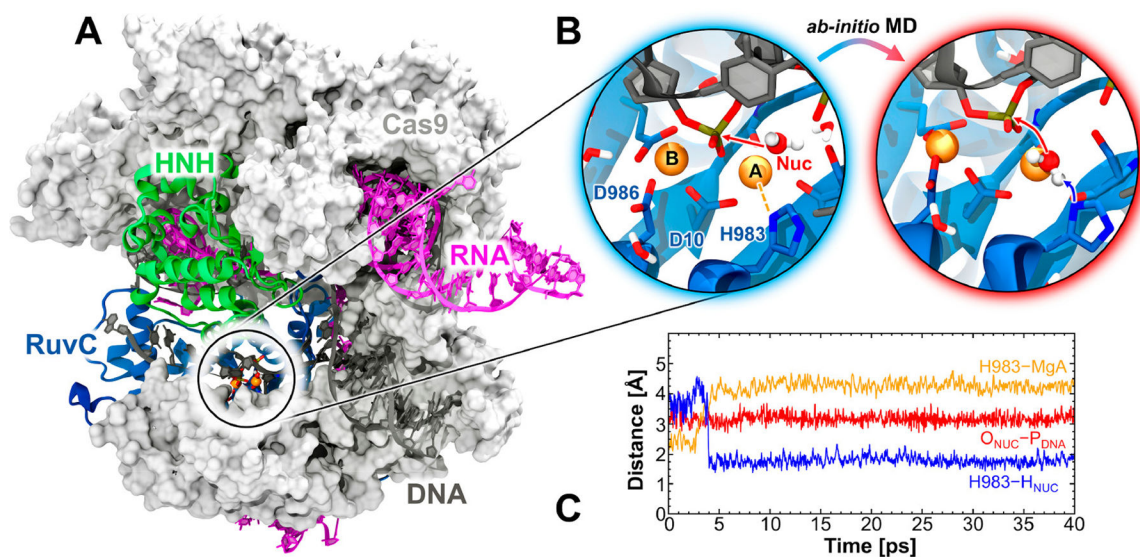 A
Cas9
HNH
RNA
RuvC
DNA
B
ab-initio MD
B
A
Nuc
D986
D10
H983
C
Distance [Å]
5
4
3
2
1
0
H983–MgA
O_NUC–P_DNA
H983–H_NUC
0 5 10 15 20 25 30 35 40
Time [ps]